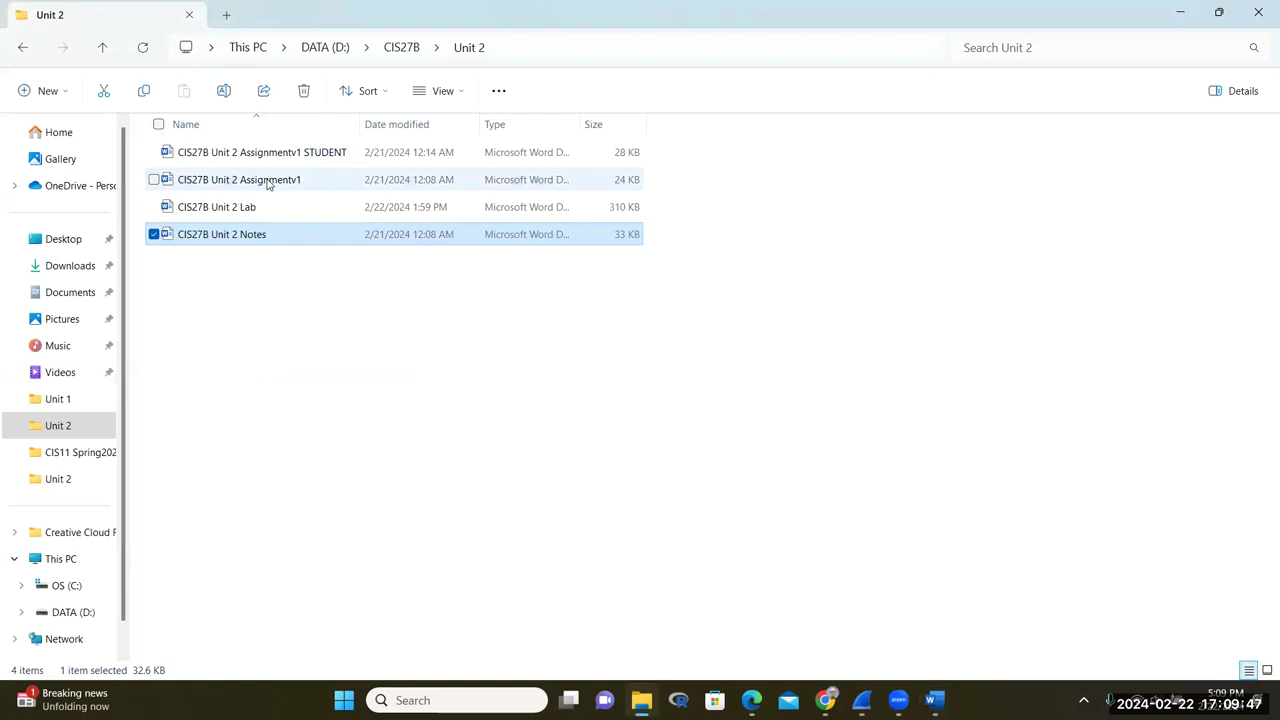 Unit 2
This PC > DATA (D:) > CIS27B > Unit 2
Search Unit 2
New
Sort
View
Details
Name Date modified Type Size
CIS27B Unit 2 Assignmentv1 STUDENT 2/21/2024 12:14 AM Microsoft Word D... 28 KB
CIS27B Unit 2 Assignmentv1 2/21/2024 12:08 AM Microsoft Word D... 24 KB
CIS27B Unit 2 Lab 2/22/2024 1:59 PM Microsoft Word D... 310 KB
CIS27B Unit 2 Notes 2/21/2024 12:08 AM Microsoft Word D... 33 KB
Home
Gallery
OneDrive - Perso
Desktop
Downloads
Documents
Pictures
Music
Videos
Unit 1
Unit 2
CIS11 Spring202
Unit 2
Creative Cloud F
This PC
OS (C:)
DATA (D:)
Network
4 items 1 item selected 32.6 KB
1
Breaking news
Unfolding now
Search
zoom
5:09 PM
2024-02-22 17:09:47